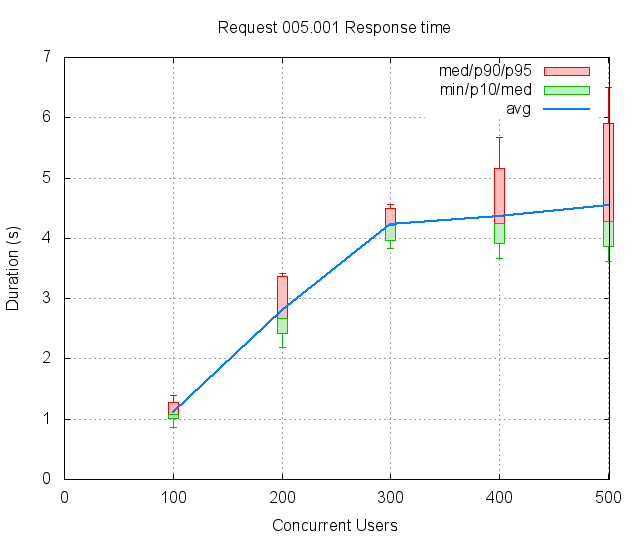 Request 005.001 Response time
med/p90/p95
min/p10/med
avg
7
6
5
4
3
2
1
0
Duration (s)
0 100 200 300 400 500
Concurrent Users